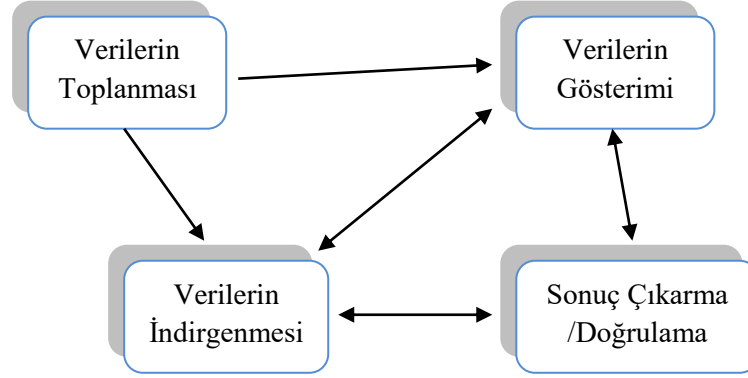 Verilerin
Toplanması
Verilerin
Gösterimi
Verilerin
İndirgenmesi
Sonuç Çıkarma
/Doğrulama